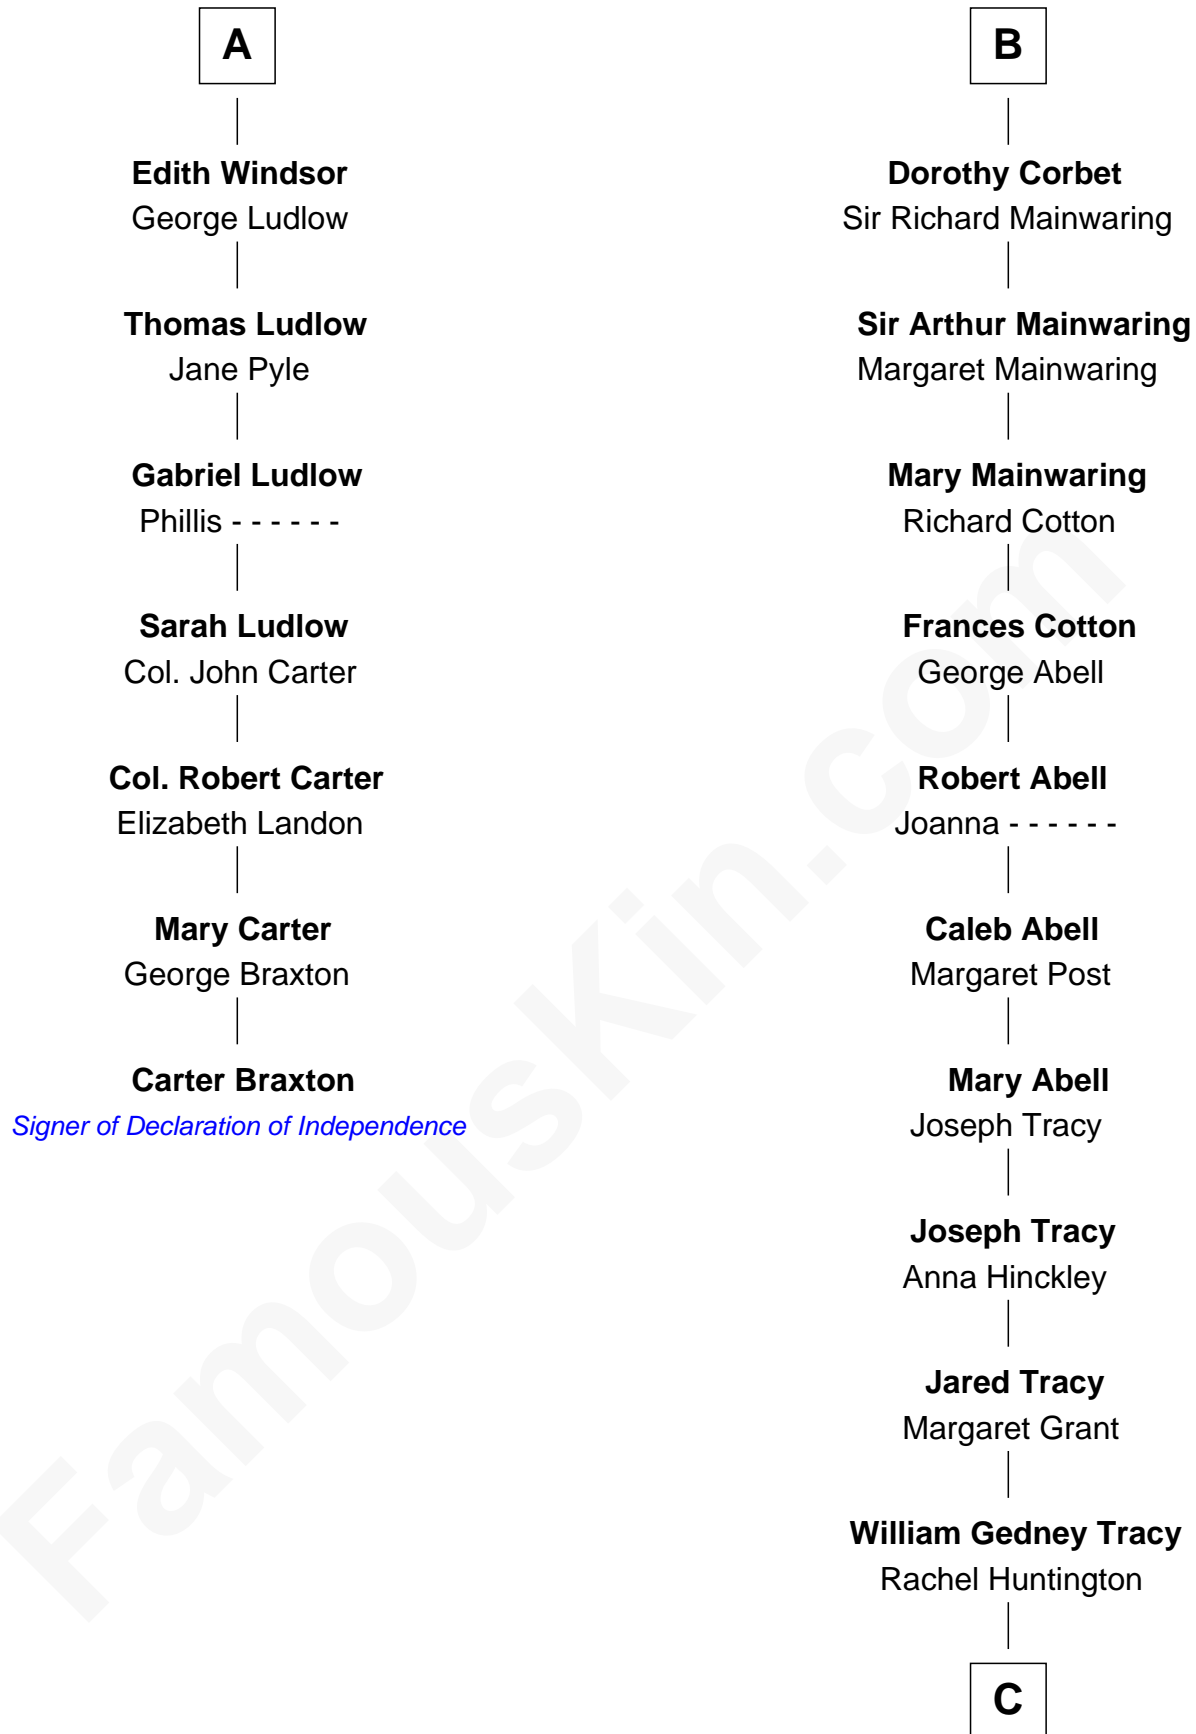 A
Edith Windsor
George Ludlow
Thomas Ludlow
Jane Pyle
Gabriel Ludlow
Phillis - - - - - -
Sarah Ludlow
Col. John Carter
Col. Robert Carter
Elizabeth Landon
Mary Carter
George Braxton
Carter Braxton
Signer of Declaration of Independence
B
Dorothy Corbet
Sir Richard Mainwaring
Sir Arthur Mainwaring
Margaret Mainwaring
Mary Mainwaring
Richard Cotton
Frances Cotton
George Abell
Robert Abell
Joanna - - - - - -
Caleb Abell
Margaret Post
Mary Abell
Joseph Tracy
Joseph Tracy
Anna Hinckley
Jared Tracy
Margaret Grant
William Gedney Tracy
Rachel Huntington
C
FamousKin.com